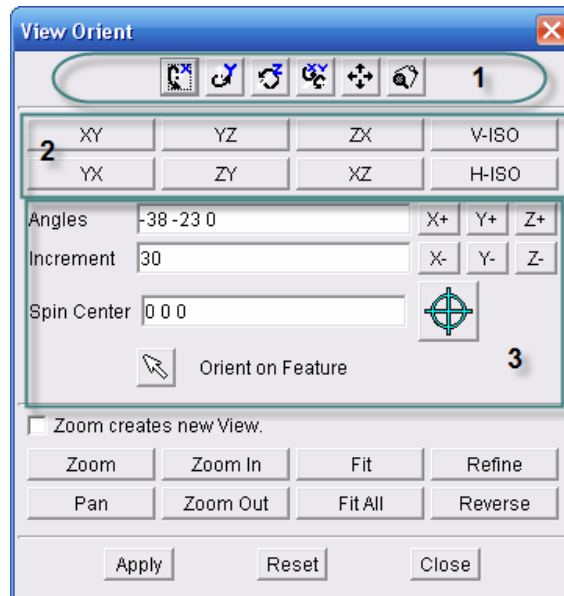 View Orient
X Y Z XY 1
2
XY YZ ZX V-ISO
YX ZY XZ H-ISO
Angles -38 -23 0 X+ Y+ Z+
Increment 30 X- Y- Z-
Spin Center 0 0 0
Orient on Feature 3
Zoom creates new View.
Zoom Zoom In Fit Refine
Pan Zoom Out Fit All Reverse
Apply Reset Close